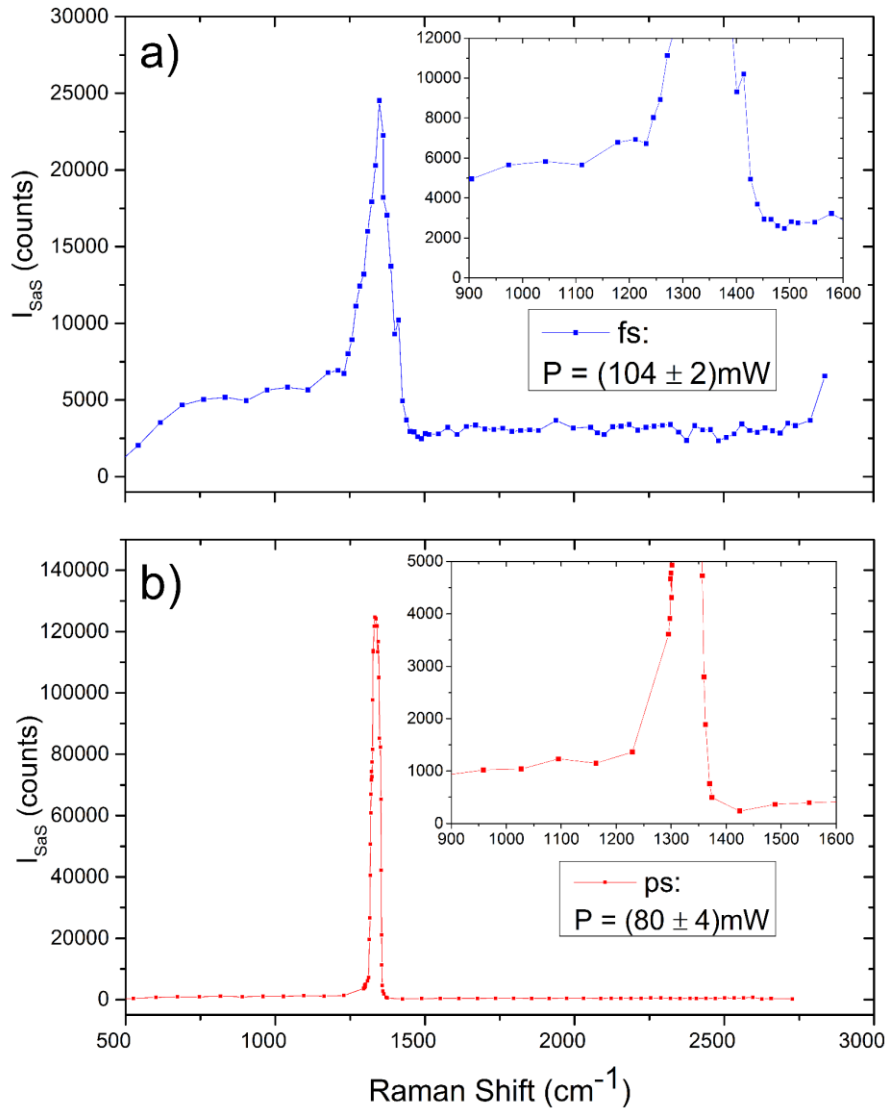 a)
30000
25000
20000
15000
10000
5000
0
I_SaS (counts)
12000
10000
8000
6000
4000
2000
0
900 1000 1100 1200 1300 1400 1500 1600
fs:
P = (104 ± 2)mW
b)
140000
120000
100000
80000
60000
40000
20000
0
I_SaS (counts)
5000
4000
3000
2000
1000
0
900 1000 1100 1200 1300 1400 1500 1600
ps:
P = (80 ± 4)mW
500 1000 1500 2000 2500 3000
Raman Shift (cm⁻¹)